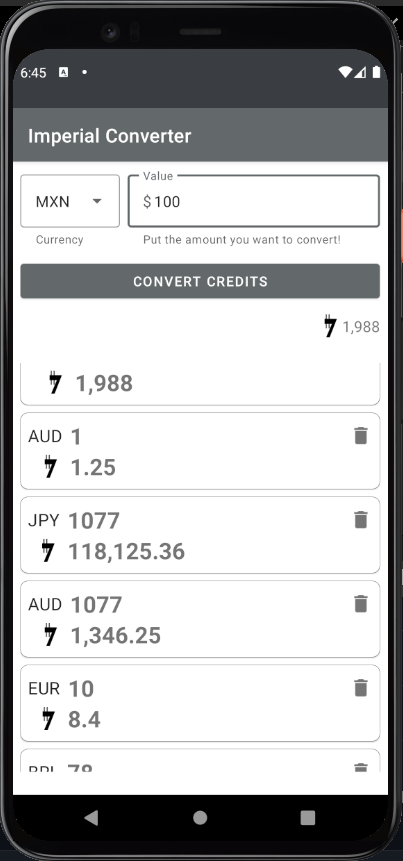 6:45
Imperial Converter
Value
MXN
$ 100
Currency
Put the amount you want to convert!
CONVERT CREDITS
1,988
1,988
AUD 1
1.25
JPY 1077
118,125.36
AUD 1077
1,346.25
EUR 10
8.4